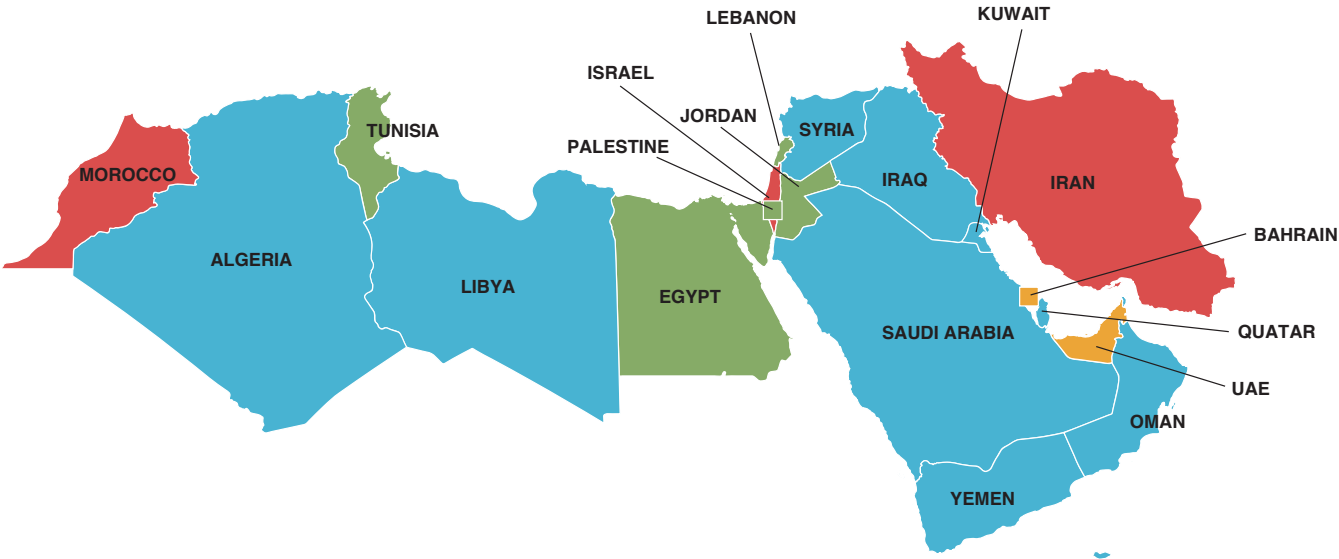 LEBANON
KUWAIT
ISRAEL
JORDAN
PALESTINE
TUNISIA
SYRIA
MOROCCO
IRAQ
IRAN
BAHRAIN
ALGERIA
LIBYA
EGYPT
SAUDI ARABIA
QUATAR
UAE
OMAN
YEMEN